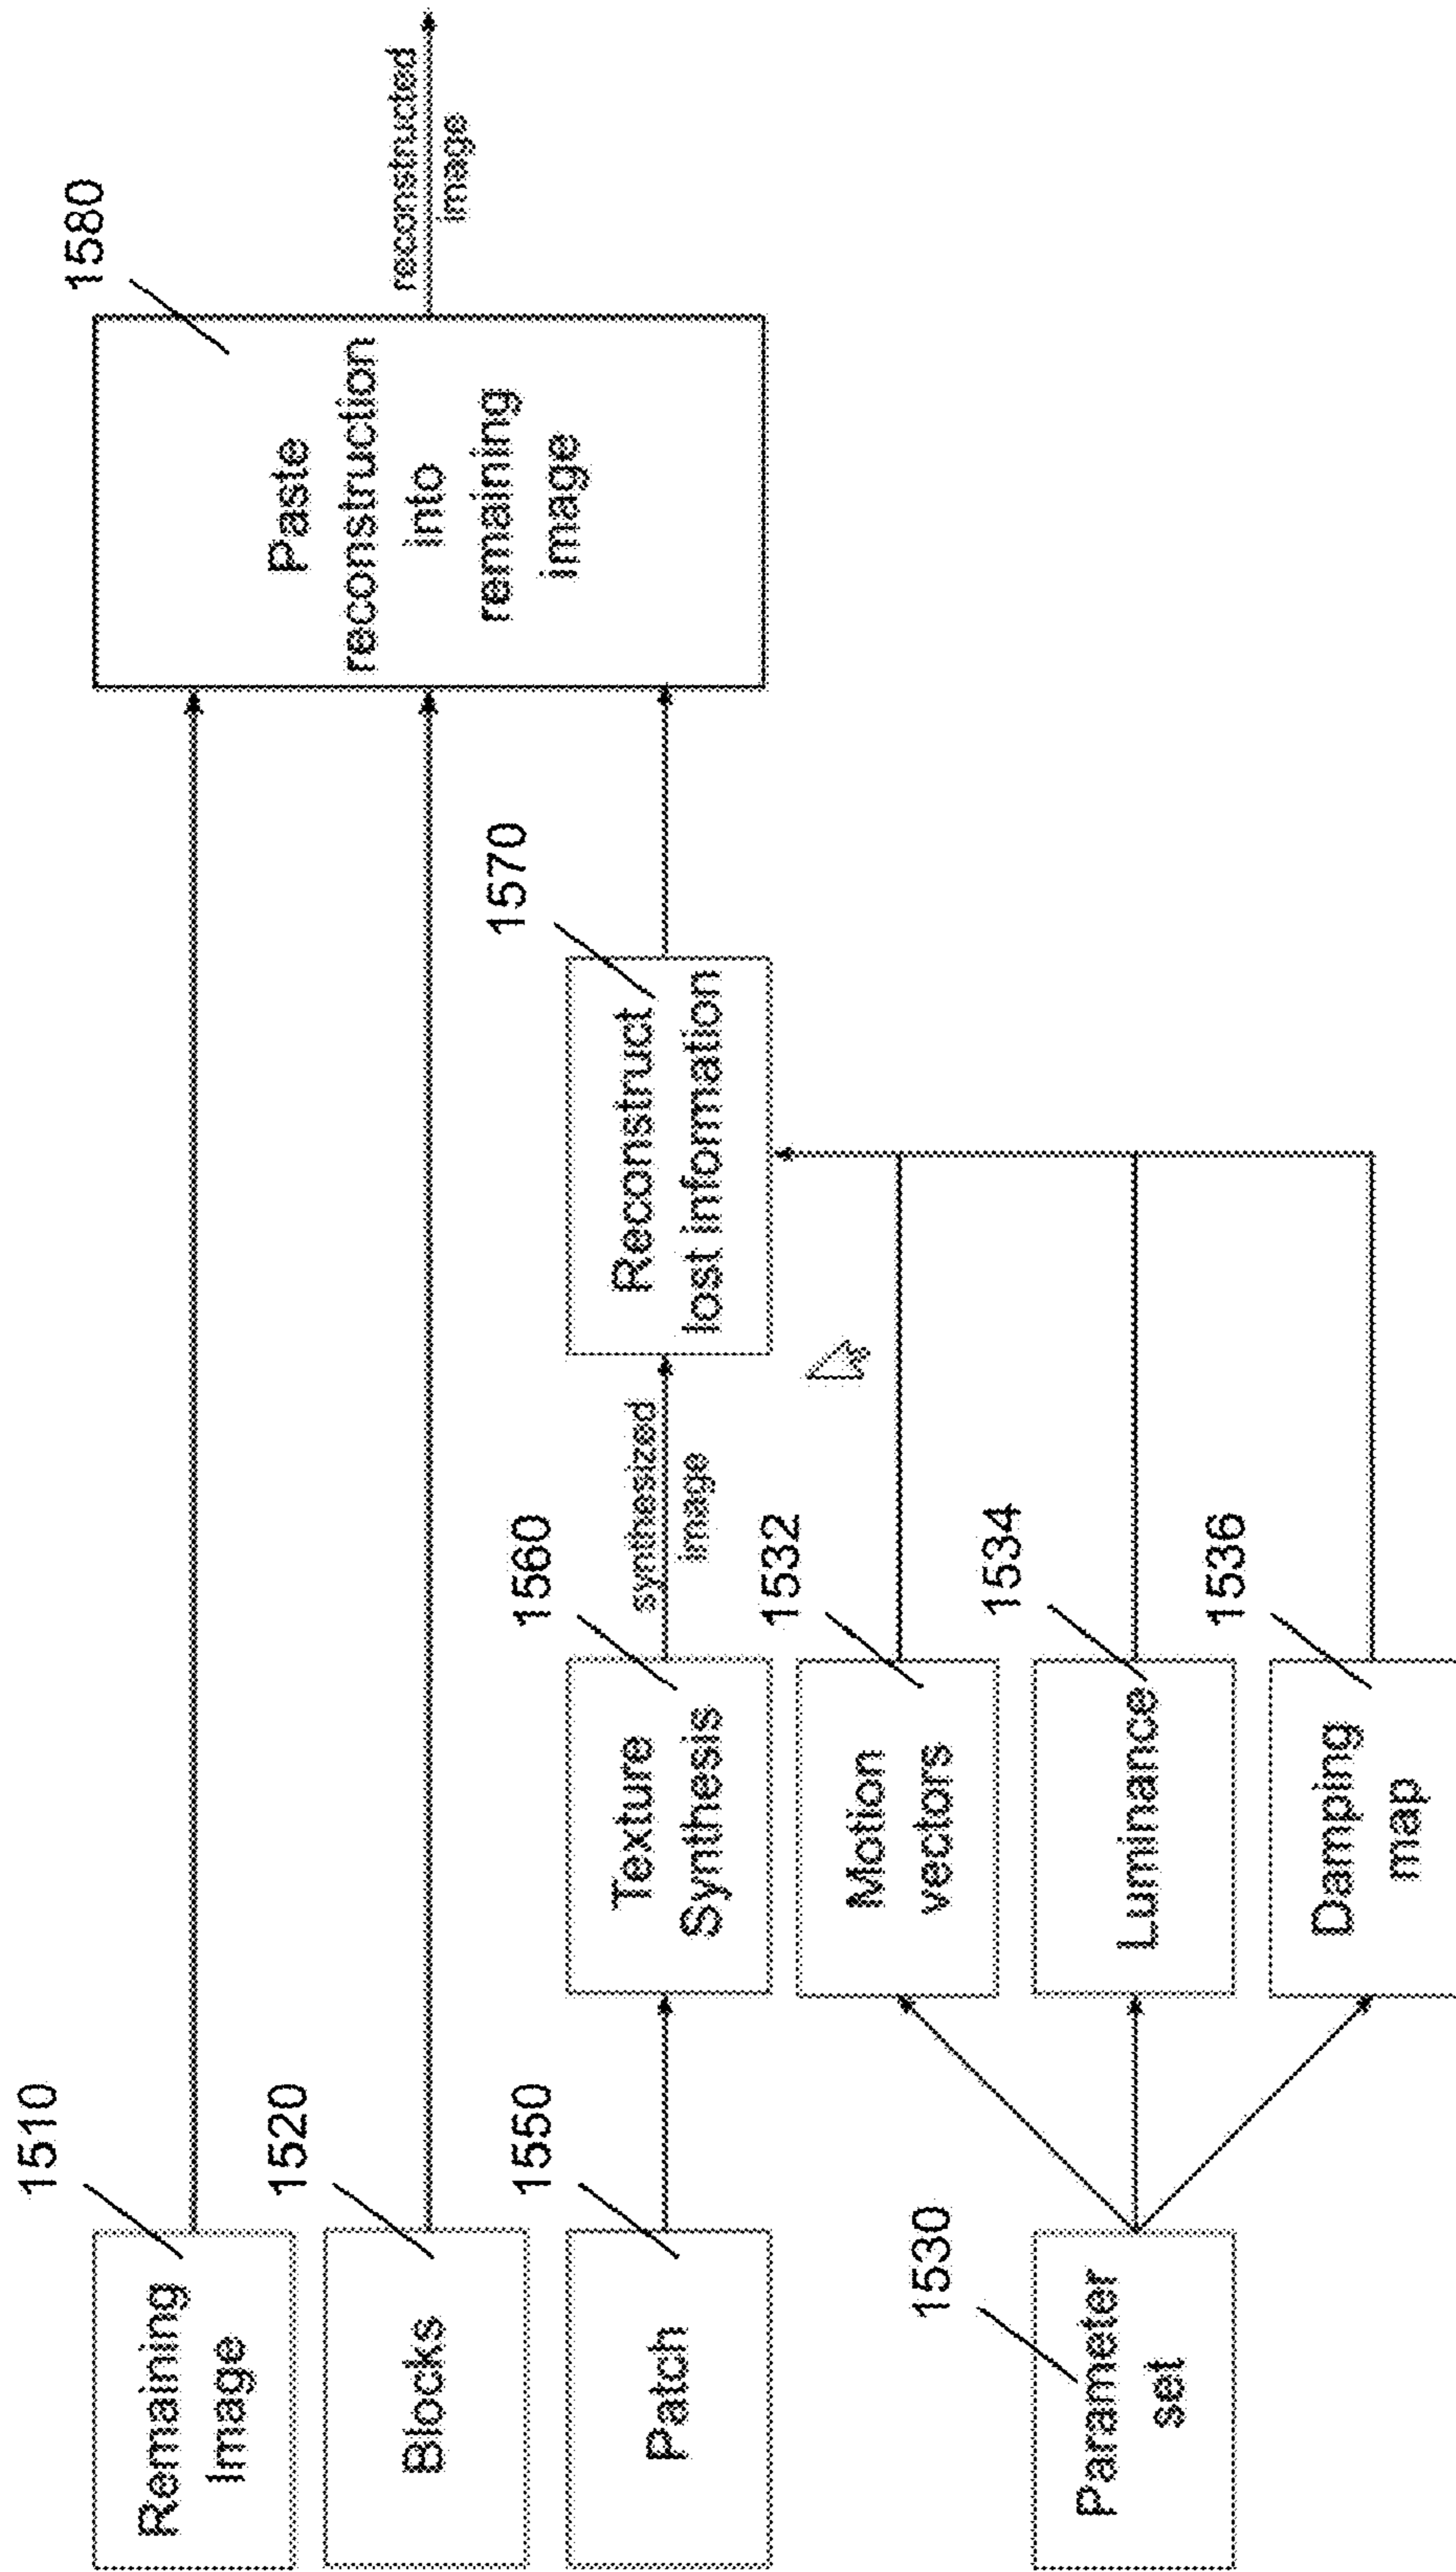 1510
Remaining
Image
1520
Blocks
1550
Patch
1530
Parameter
set
1560
Texture
Synthesis
synthesized
image
1532
Motion
vectors
1534
Luminance
1536
Damping
map
1570
Reconstruct
lost information
1580
Paste
reconstruction
into
remaining
image
reconstructed
image